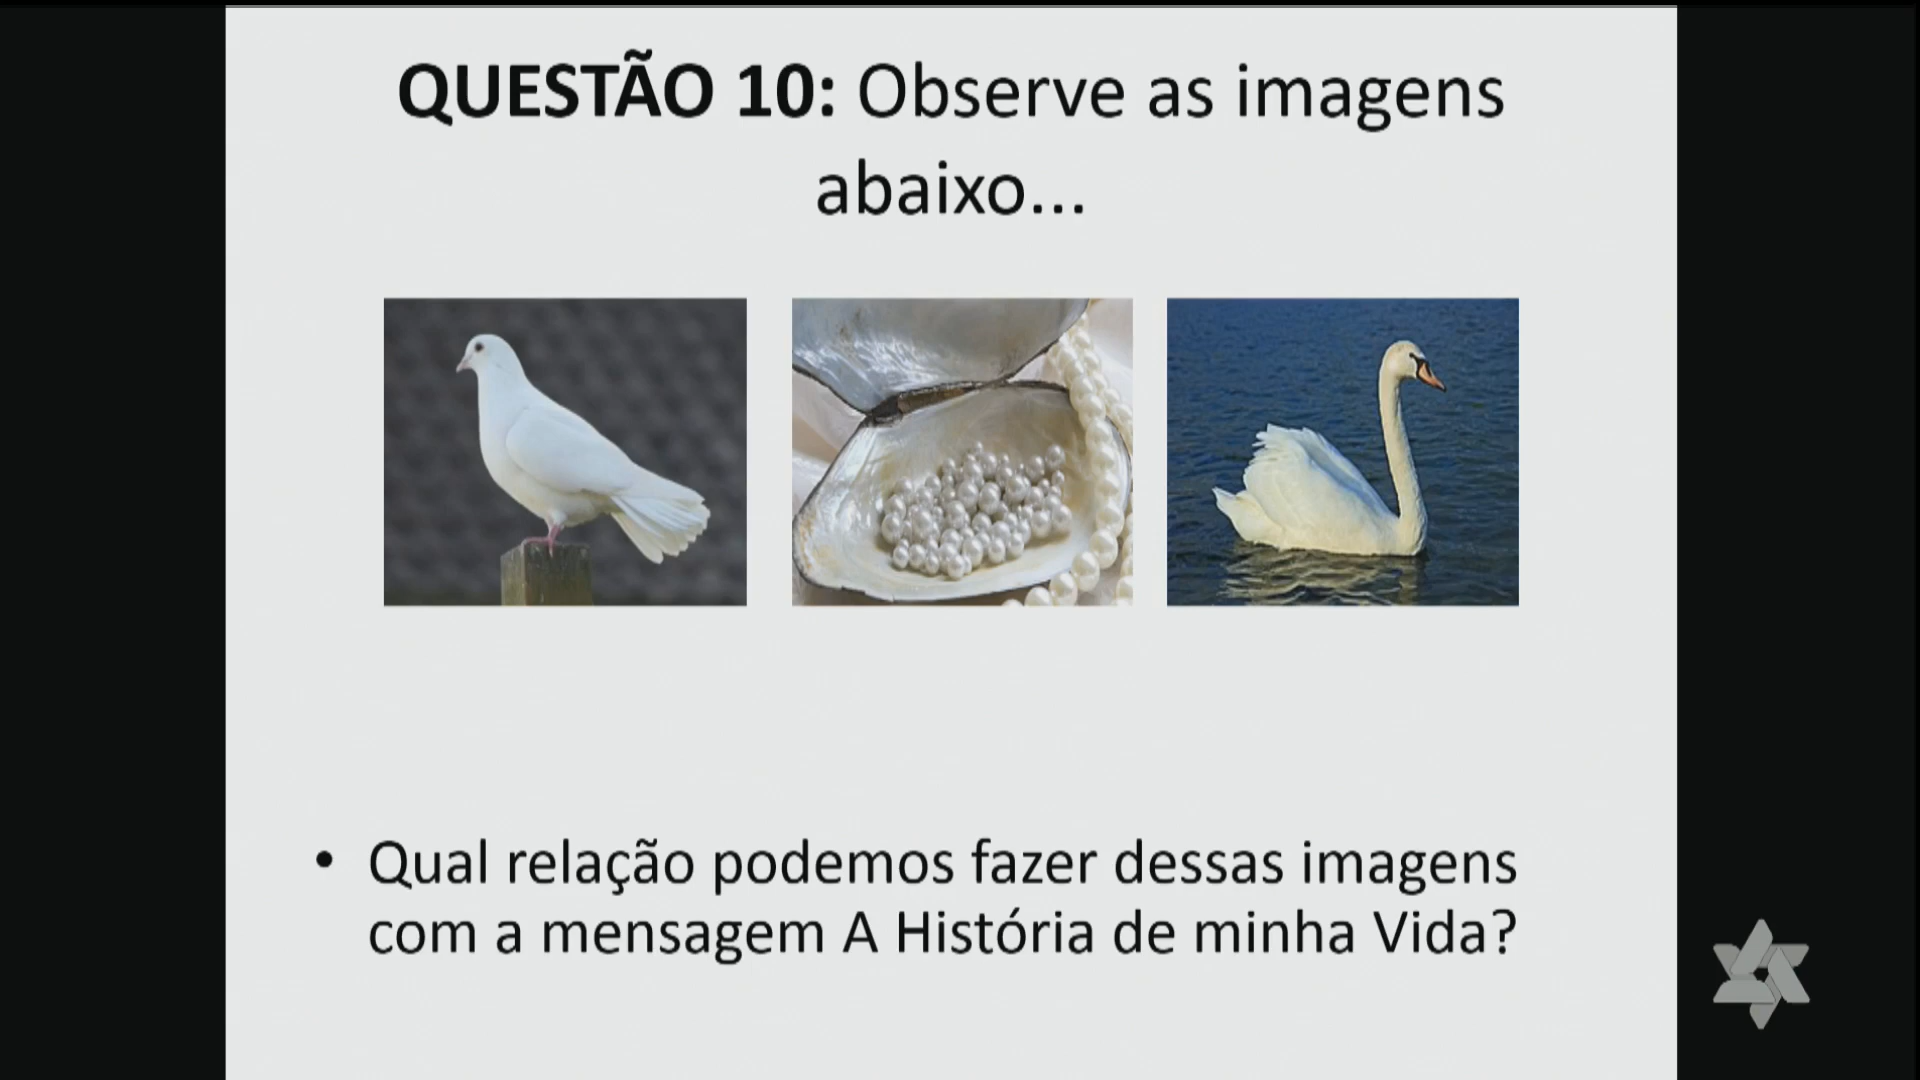 QUESTÃO 10: Observe as imagens
abaixo...
• Qual relação podemos fazer dessas imagens
com a mensagem A História de minha Vida?